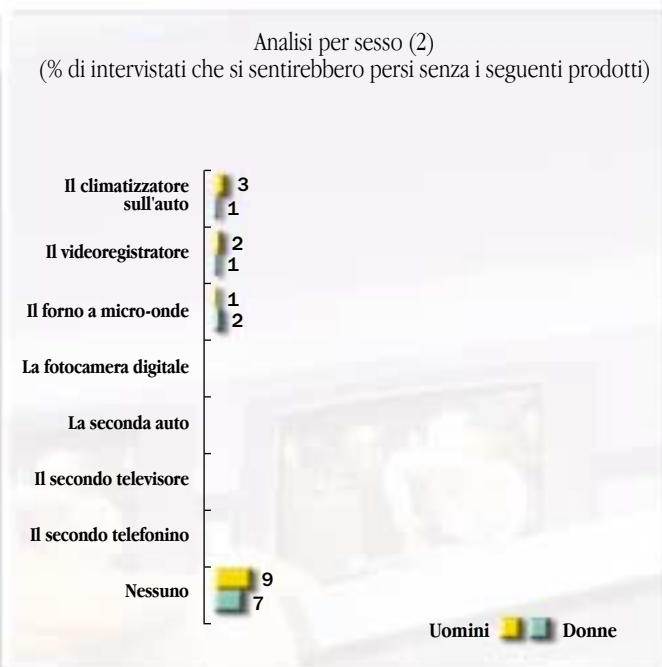 Analisi per sesso (2)
(% di intervistati che si sentirebbero persi senza i seguenti prodotti)
Il climatizzatore
sull'auto
3
1
Il videoregistratore
2
1
Il forno a micro-onde
1
2
La fotocamera digitale
La seconda auto
Il secondo televisore
Il secondo telefonino
Nessuno
9
7
Uomini Donne